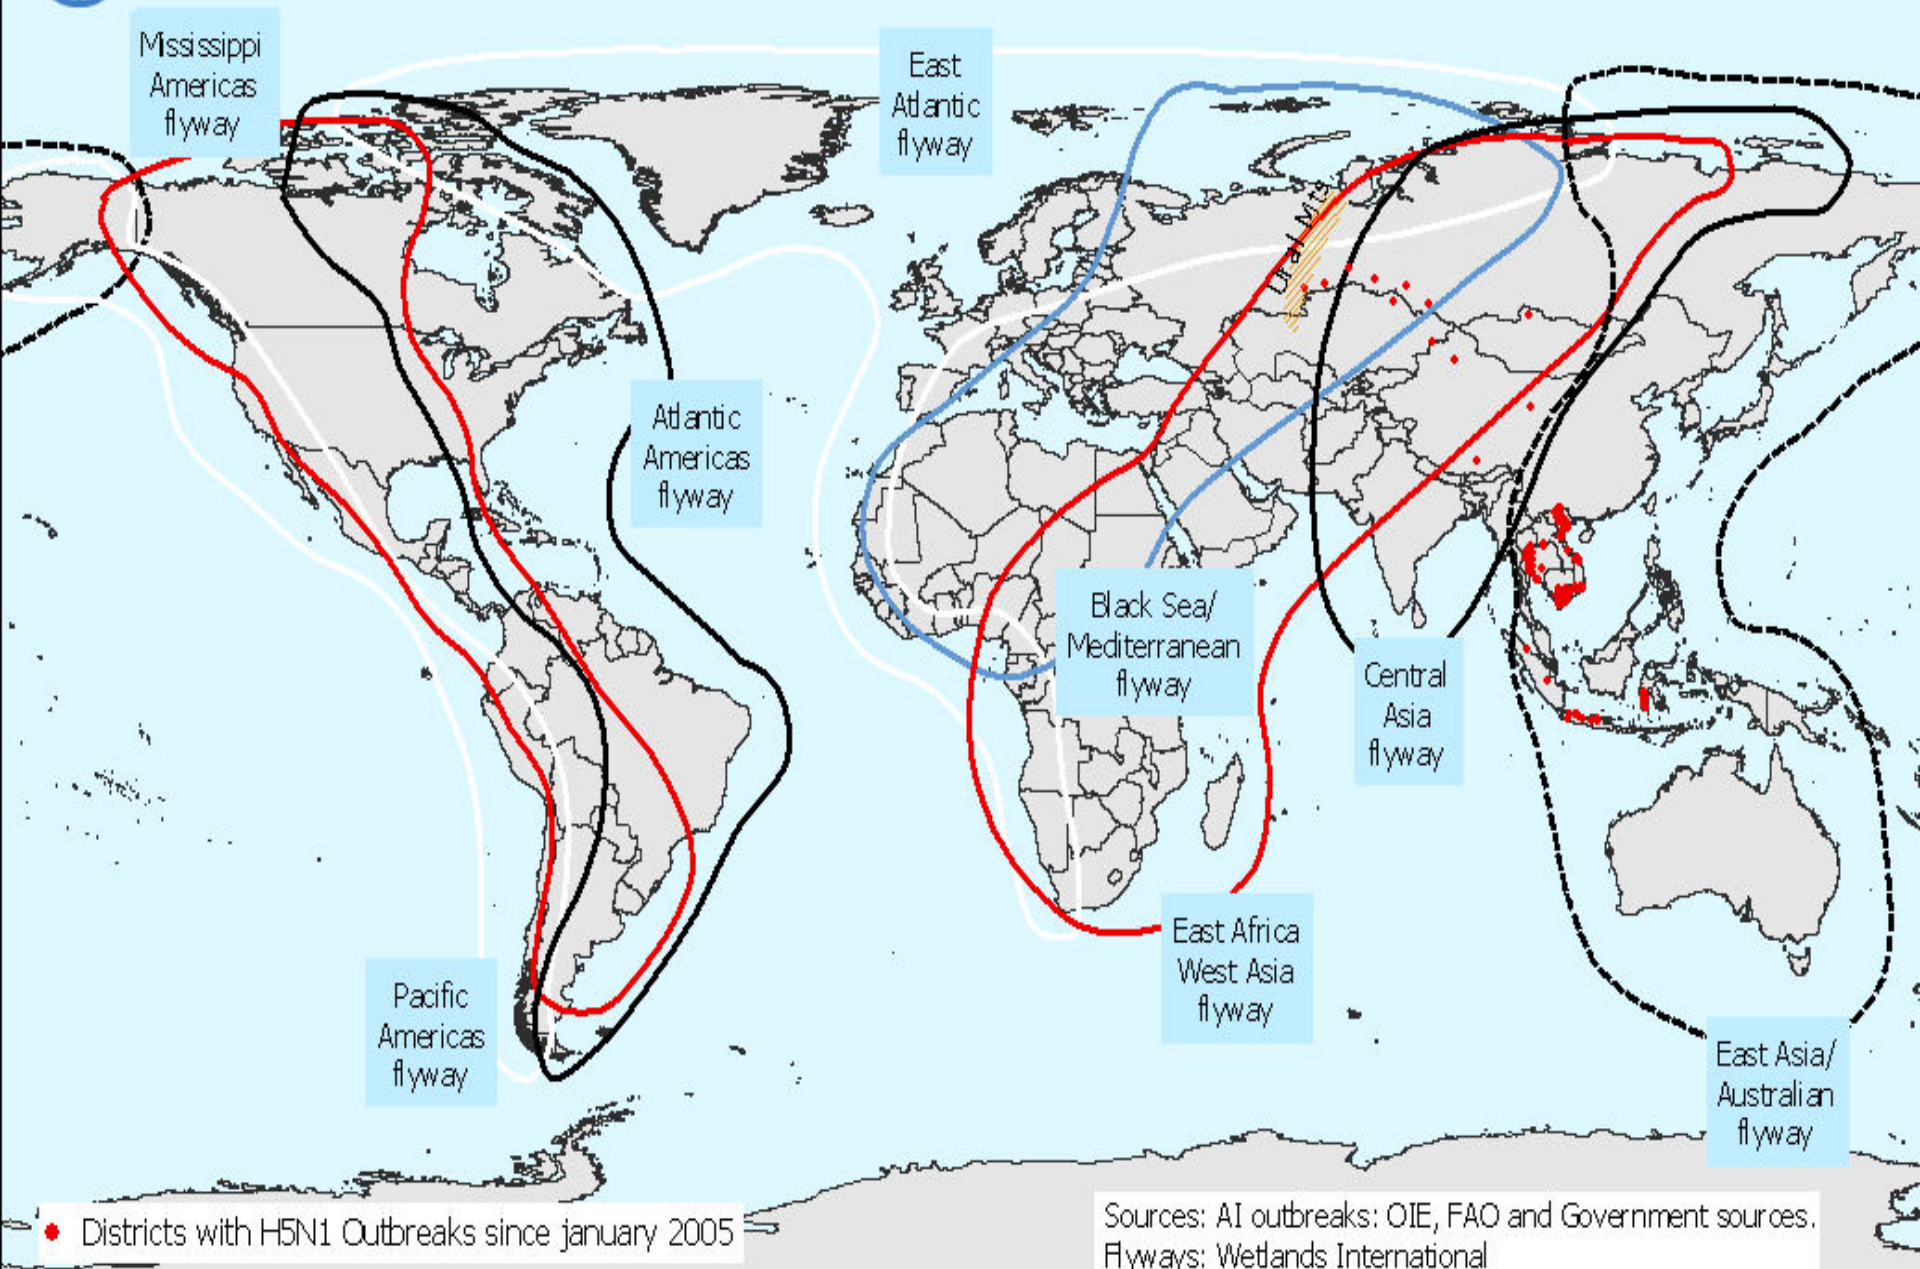 Mississippi
Americas
flyway
East
Atlantic
flyway
Ural Mts
Atlantic
Americas
flyway
Black Sea/
Mediterranean
flyway
Central
Asia
flyway
East Africa
West Asia
flyway
Pacific
Americas
flyway
East Asia/
Australian
flyway
Districts with H5N1 Outbreaks since january 2005
Sources: AI outbreaks: OIE, FAO and Government sources.
Flyways: Wetlands International